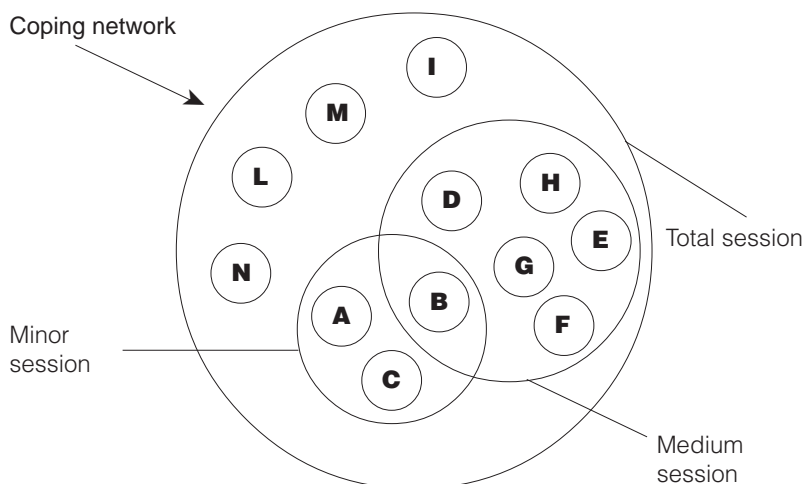 Coping network
I
M
H
L
D
E
Total session
G
N
B
A
F
Minor
session
C
Medium
session